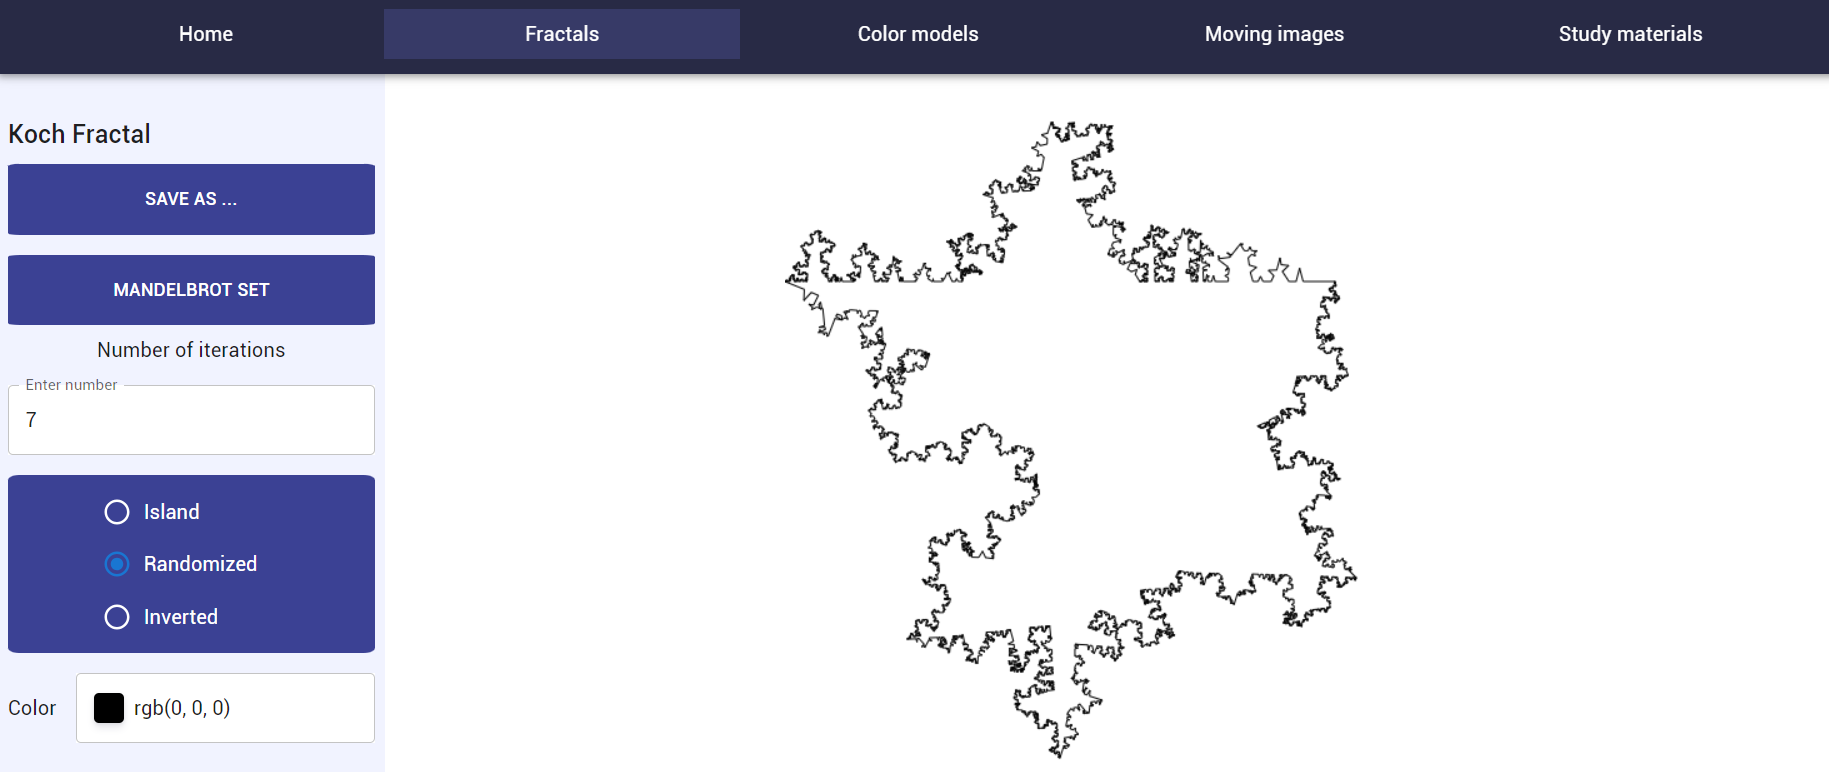 Home
Fractals
Color models
Moving images
Study materials
Koch Fractal
SAVE AS ...
MANDELBROT SET
Number of iterations
Enter number
7
Island
Randomized
Inverted
Color
rgb(0, 0, 0)